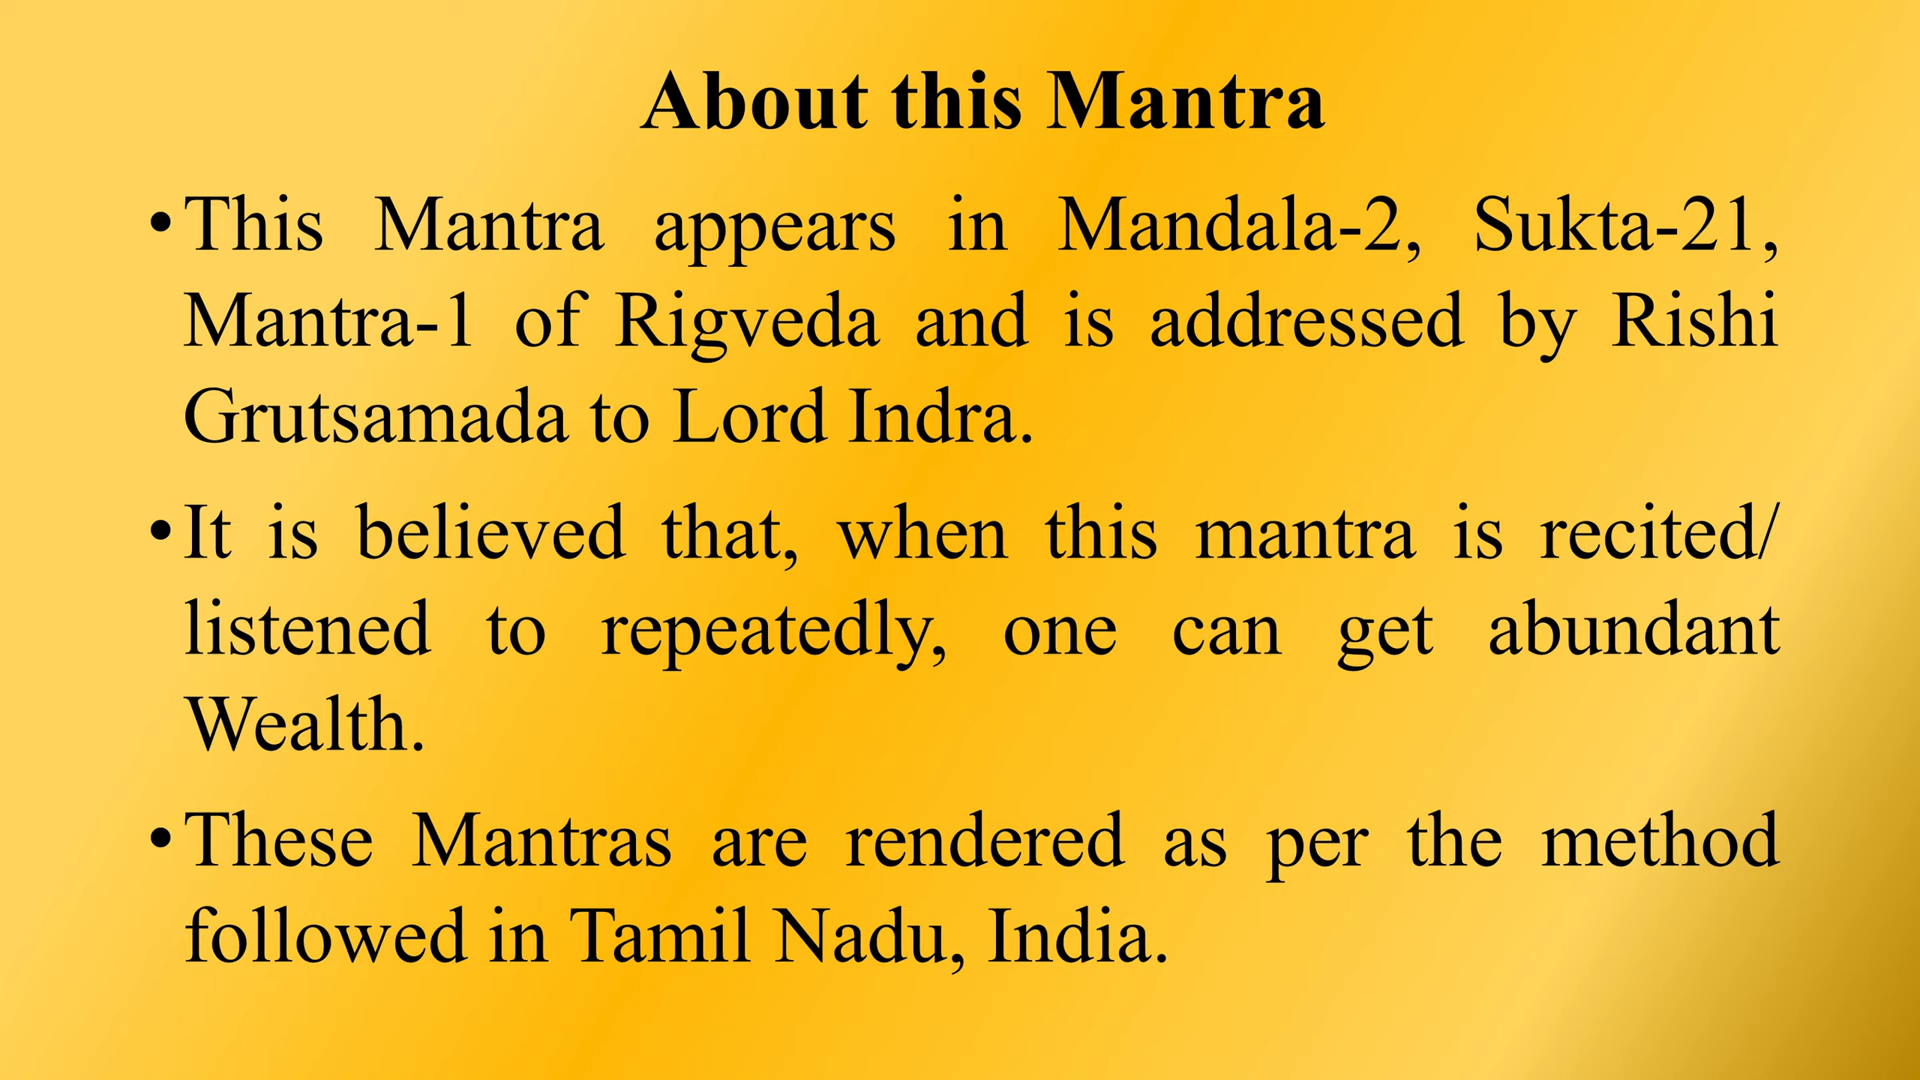 About this Mantra
•This Mantra appears in Mandala-2, Sukta-21,
Mantra-1 of Rigveda and is addressed by Rishi
Grutsamada to Lord Indra.
•It is believed that, when this mantra is recited/
listened to repeatedly, one can get abundant
Wealth.
•These Mantras are rendered as per the method
followed in Tamil Nadu, India.